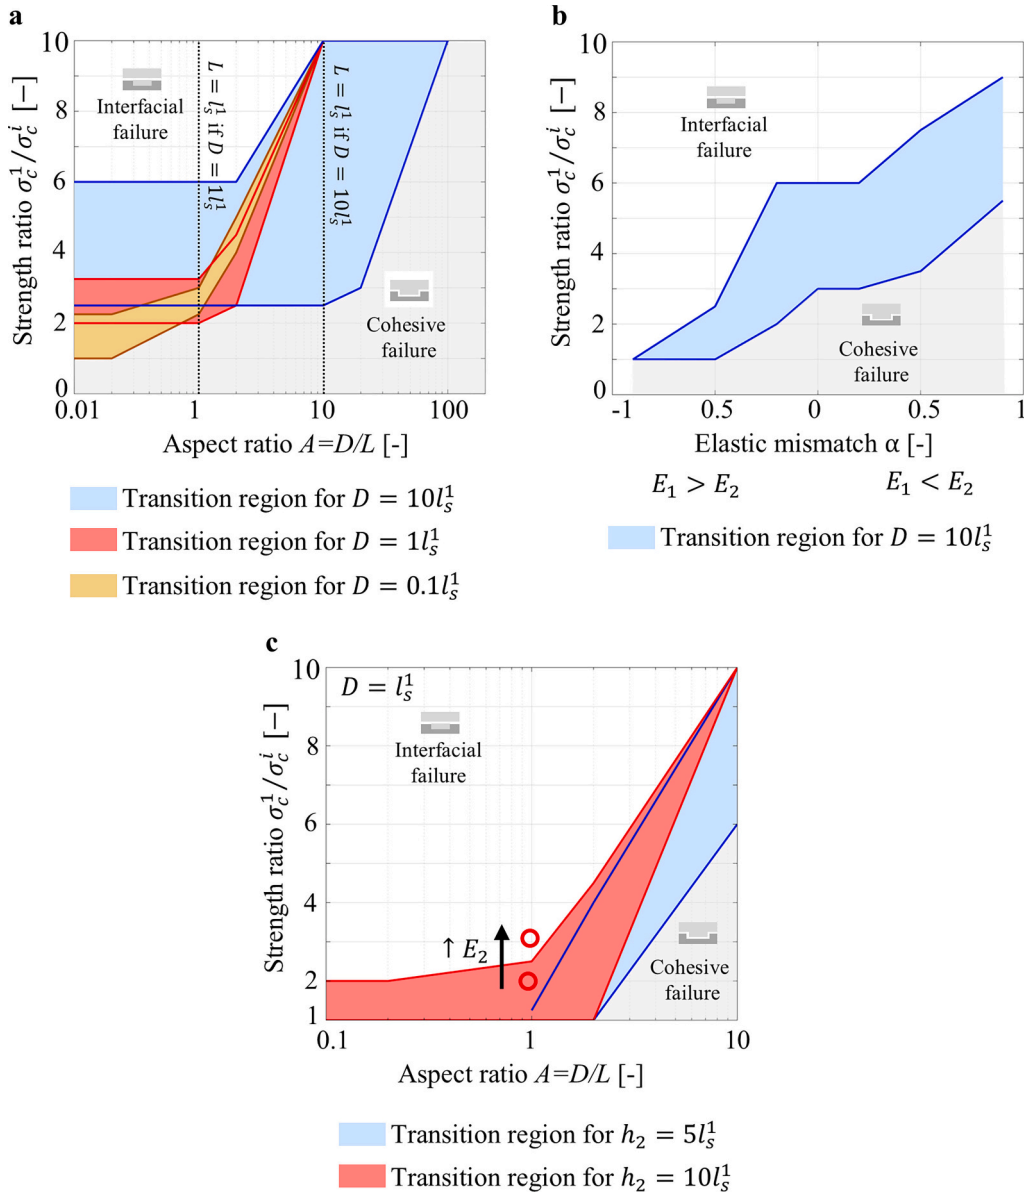 a
10
8
6
4
2
0
Strength ratio σ_c^1/σ_c^i [−]
Interfacial
failure
L = l_s^1 if D = 1l_s^1
L = l_s^1 if D = 10l_s^1
Cohesive
failure
0.01
1
10
100
Aspect ratio A=D/L [-]
Transition region for D = 10l_s^1
Transition region for D = 1l_s^1
Transition region for D = 0.1l_s^1
b
10
8
6
4
2
0
Strength ratio σ_c^1/σ_c^i [−]
Interfacial
failure
Cohesive
failure
-1
0.5
0
0.5
1
Elastic mismatch α [-]
E_1 > E_2
E_1 < E_2
Transition region for D = 10l_s^1
c
10
8
6
4
2
1
Strength ratio σ_c^1/σ_c^i [−]
D = l_s^1
Interfacial
failure
↑ E_2
Cohesive
failure
0.1
1
10
Aspect ratio A=D/L [-]
Transition region for h_2 = 5l_s^1
Transition region for h_2 = 10l_s^1